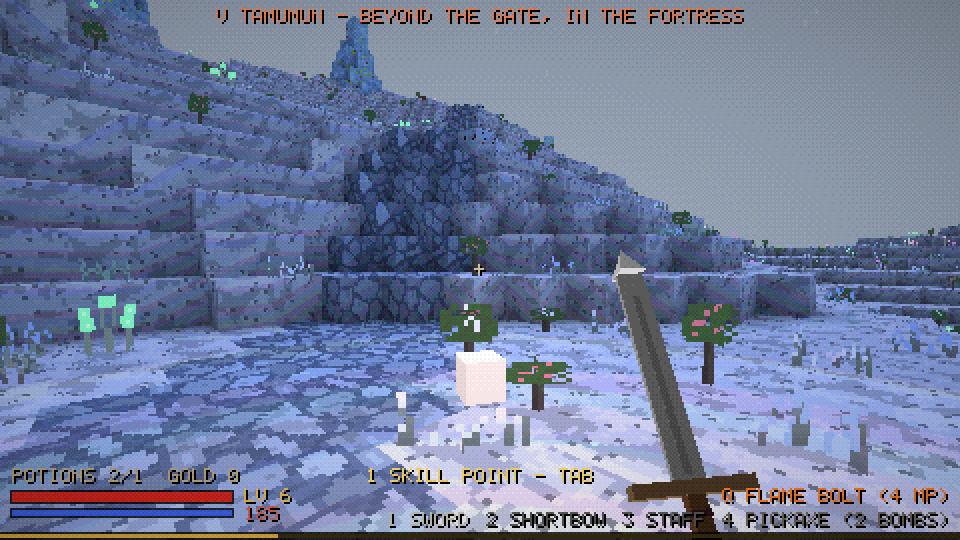 V TAMUMUN - BEYOND THE GATE, IN THE FORTRESS
POTIONS 2/1 GOLD 0
1 SKILL POINT - TAB
LV 6
185
Q FLAME BOLT (4 MP)
1 SWORD 2 SHORTBOW 3 STAFF 4 PICKAXE (2 BOMBS)